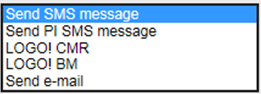 Send SMS message
Send PI SMS message
LOGO! CMR
LOGO! BM
Send e-mail